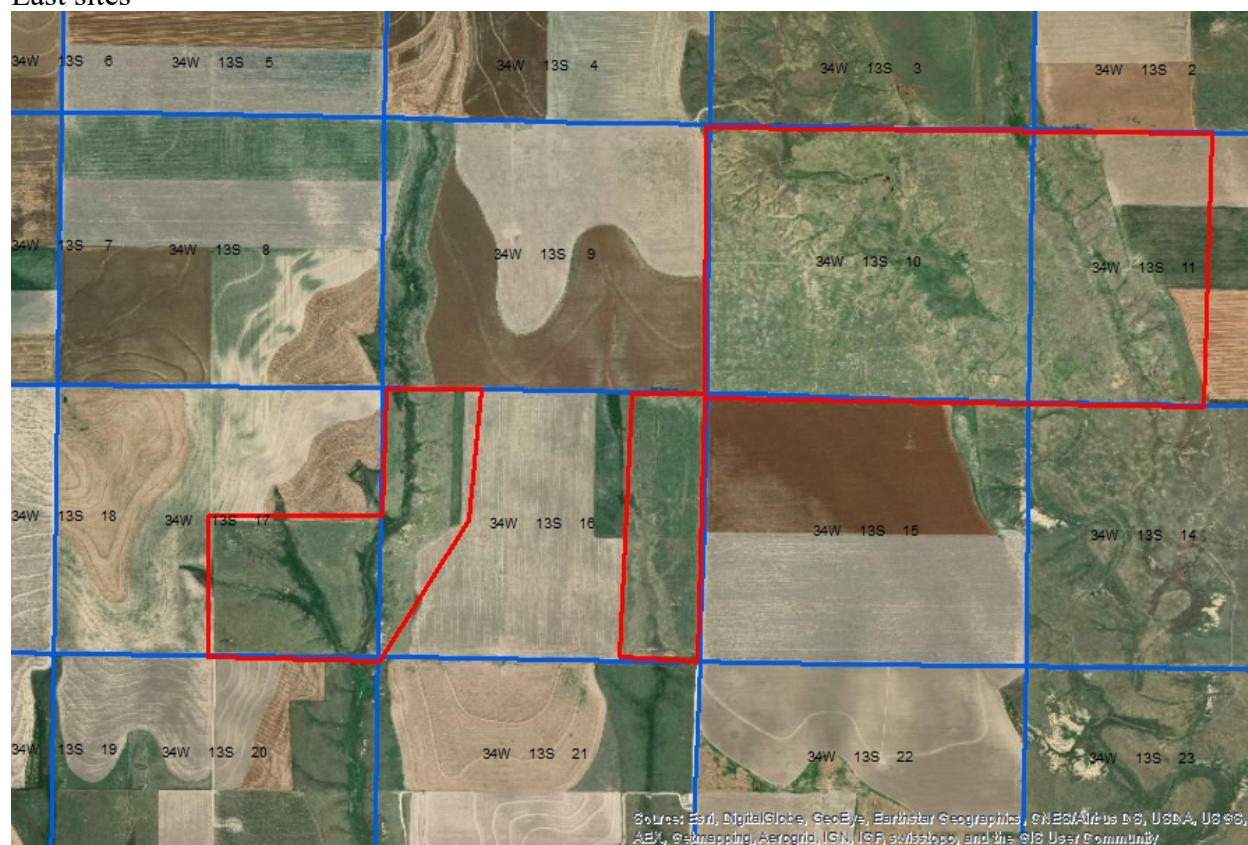 East sites
34W 13S 6 34W 13S 5 34W 13S 4 34W 13S 3 34W 13S 2
34W 13S 7 34W 13S 8 34W 13S 9 34W 13S 10 34W 13S 11
34W 13S 18 34W 13S 17 34W 13S 16 34W 13S 15 34W 13S 14
34W 13S 19 34W 13S 20 34W 13S 21 34W 13S 22 34W 13S 23
Source: Esri, DigitalGlobe, GeoEye, Earthstar Geographics, CNES/Airbus DS, USDA, USGS,
AEX, Getmapping, Aerogrid, IGN, IGP, swisstopo, and the GIS User Community